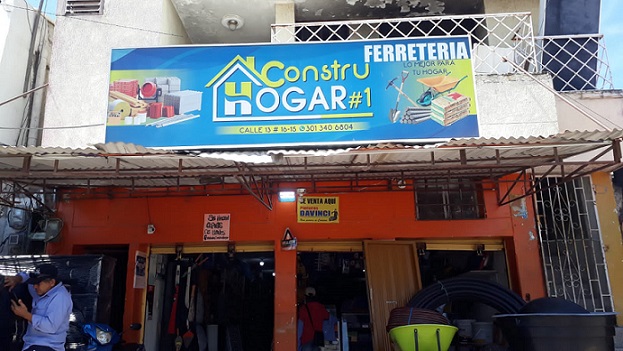 FERRETERIA
LO MEJOR PARA
TU HOGAR
Constru
HOGAR #1
CALLE 13 # 16-15 301 340 6804
SE VENTA AQUI
DAVINCI